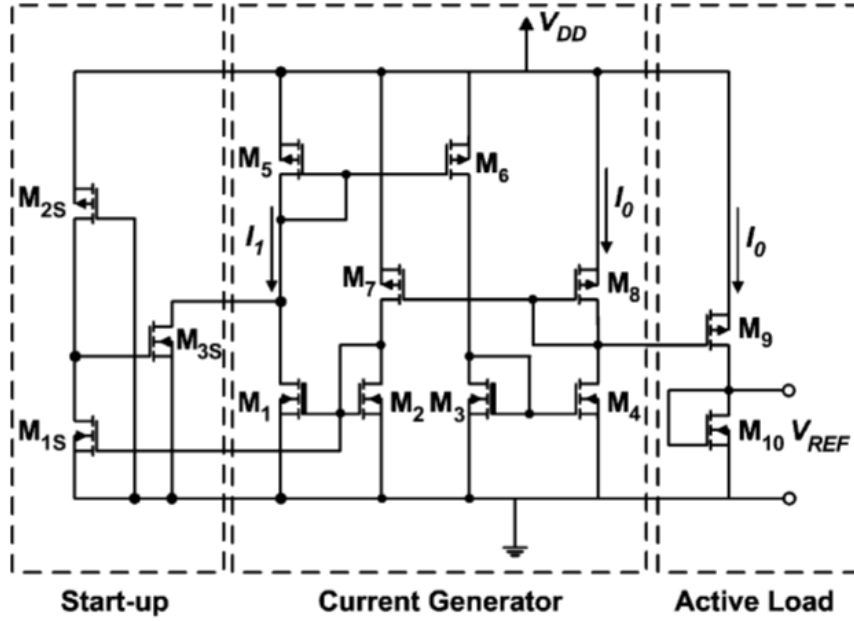 V_DD
M_5
M_6
M_2S
I_1
I_0
I_0
M_7
M_8
M_3S
M_9
M_1
M_2
M_3
M_4
M_1S
M_10
V_REF
Start-up
Current Generator
Active Load